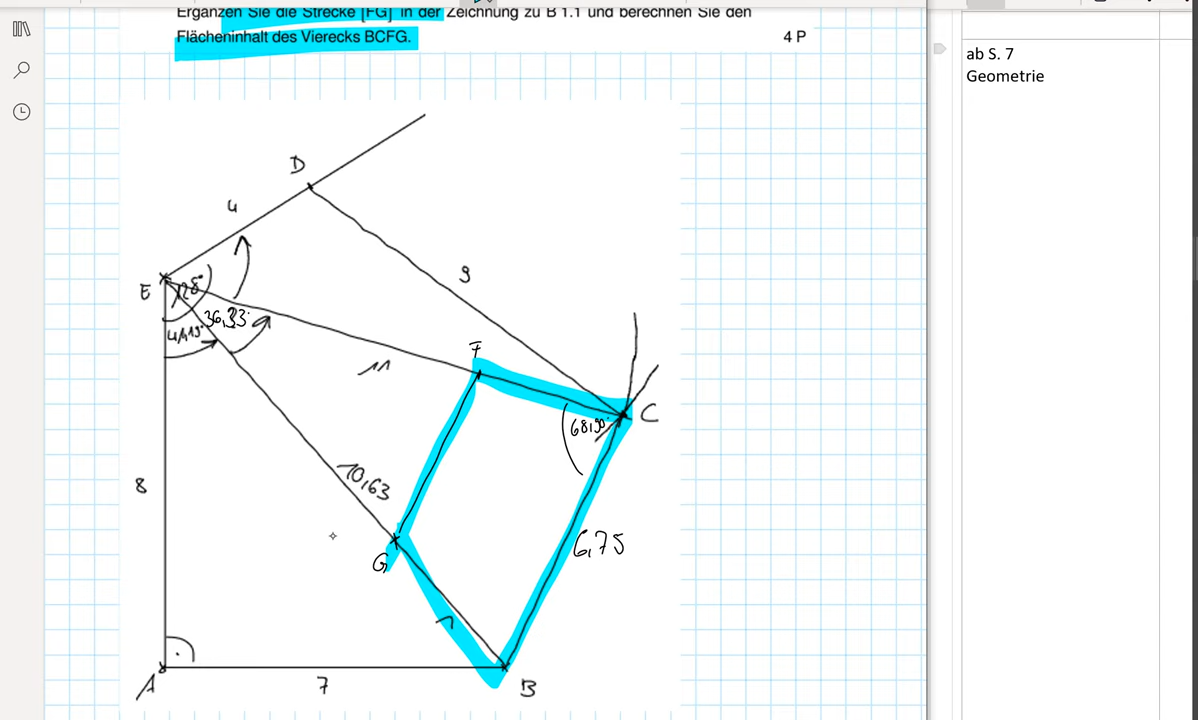 Ergänzen Sie die Strecke [FG] in der Zeichnung zu B 1.1 und berechnen Sie den
Flächeninhalt des Vierecks BCFG.
4 P
ab S. 7
Geometrie
D
4
E
128°
36,33°
41,19°
9
F
11
C
68,90°
8
10,63
G
6,75
A
7
B